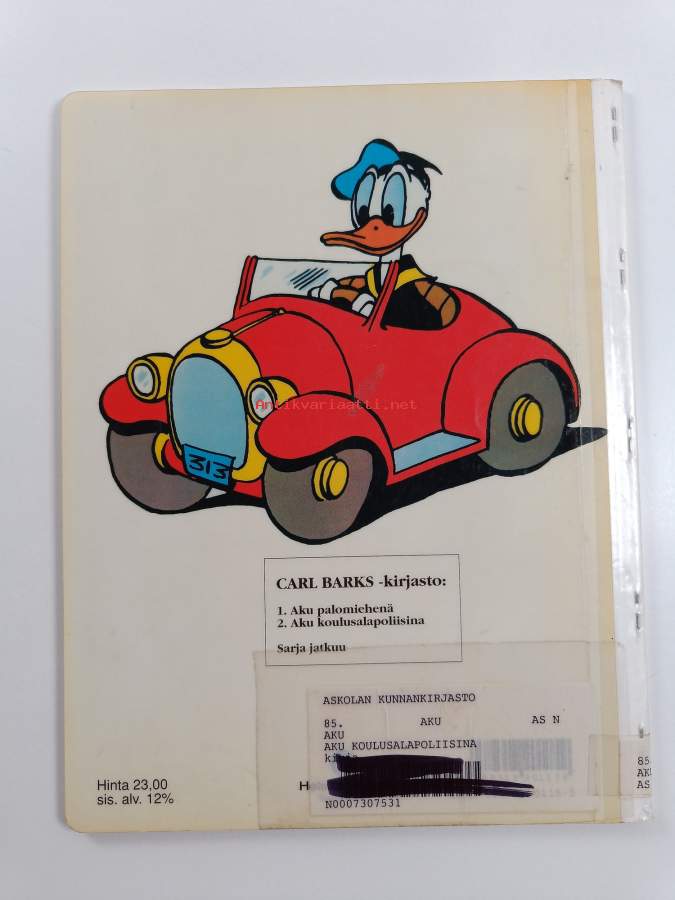 Antikvariaatti.net
313
CARL BARKS -kirjasto:
1. Aku palomiehenä
2. Aku koulusalapoliisina
Sarja jatkuu
ASKOLAN KUNNANKIRJASTO
85. AKU AS N
AKU
AKU KOULUSALAPOLIISINA
N0007307531
85
AKU
AS
Hinta 23,00
sis. alv. 12%